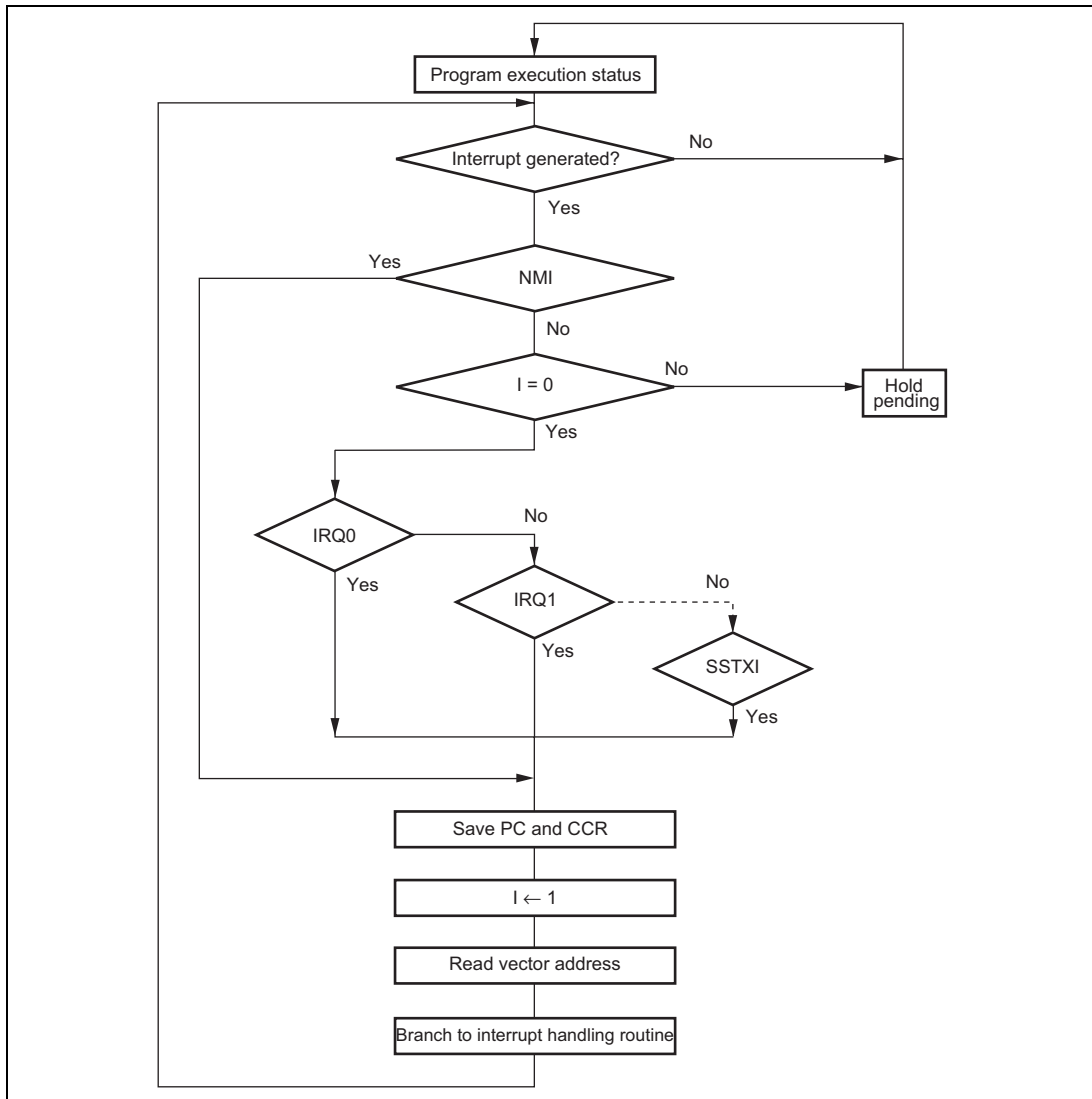 Program execution status
Interrupt generated?
No
Yes
Yes
NMI
No
I = 0
No
Hold
pending
Yes
IRQ0
No
Yes
IRQ1
No
Yes
SSTXI
Yes
Save PC and CCR
I ← 1
Read vector address
Branch to interrupt handling routine